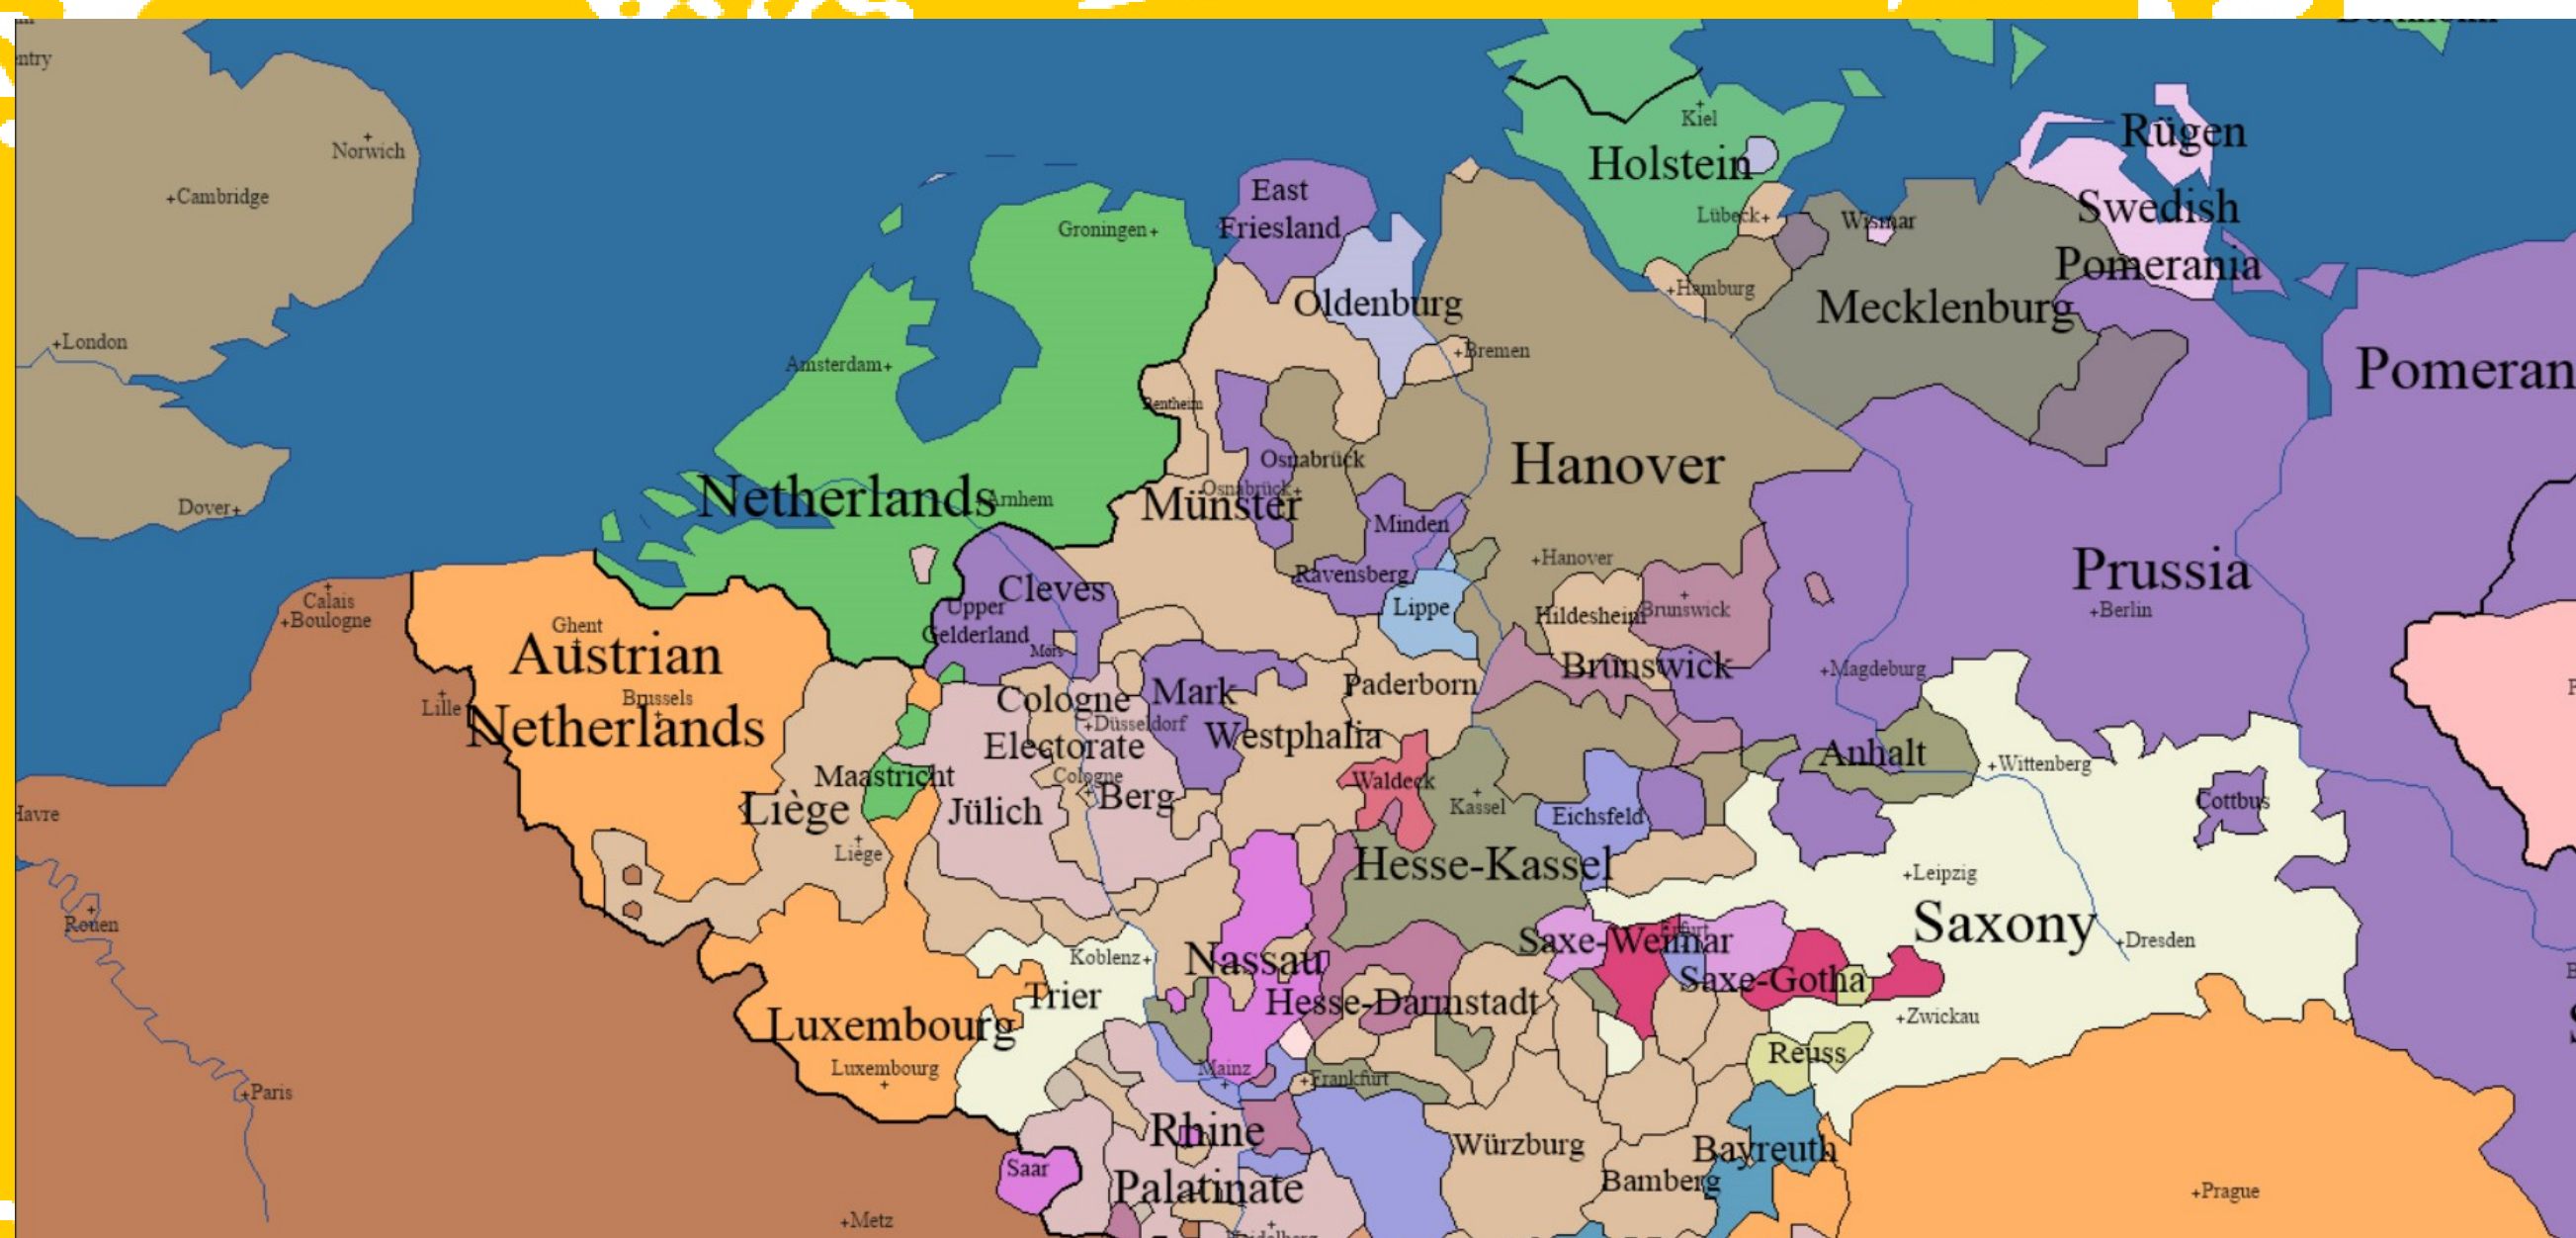 entry
Norwich
Cambridge
London
Dover
Calais
Boulogne
Lille
Havre
Rouen
Paris
Metz
Groningen
Amsterdam
Netherlands
Arnhem
Austrian
Netherlands
Ghent
Brussels
Maastricht
Liège
Liège
Luxembourg
Luxembourg
East
Friesland
Oldenburg
Bentheim
Osnabrück
Osnabrück
Münster
Minden
Ravensberg
Lippe
Cleves
Upper
Gelderland
Mörs
Cologne
Electorate
Düsseldorf
Cologne
Jülich
Berg
Mark
Westphalia
Paderborn
Waldeck
Kassel
Hesse-Kassel
Eichsfeld
Nassau
Hesse-Darmstadt
Koblenz
Trier
Mainz
Frankfurt
Rhine
Palatinate
Saar
Heidelberg
Würzburg
Bamberg
Bayreuth
Kiel
Holstein
Lübeck
Hamburg
Wismar
Mecklenburg
Rügen
Swedish
Pomerania
Pomeran
Bremen
Hanover
Hanover
Hildesheim
Brunswick
Brunswick
Magdeburg
Prussia
Berlin
Anhalt
Wittenberg
Cottbus
Leipzig
Saxony
Dresden
Zwickau
Saxe-Weimar
Erfurt
Saxe-Gotha
Reuss
Prague